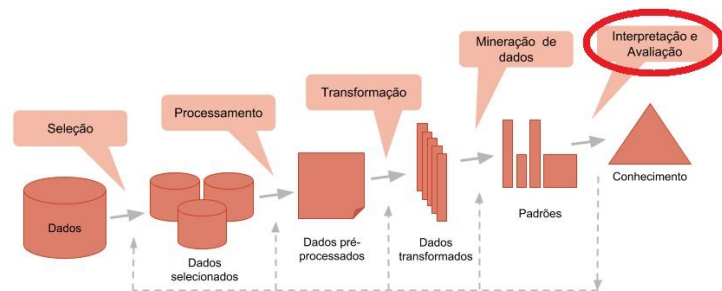 Interpretação e
Avaliação
Mineração de
dados
Transformação
Processamento
Seleção
Dados
Dados
selecionados
Dados pré-
processados
Dados
transformados
Padrões
Conhecimento